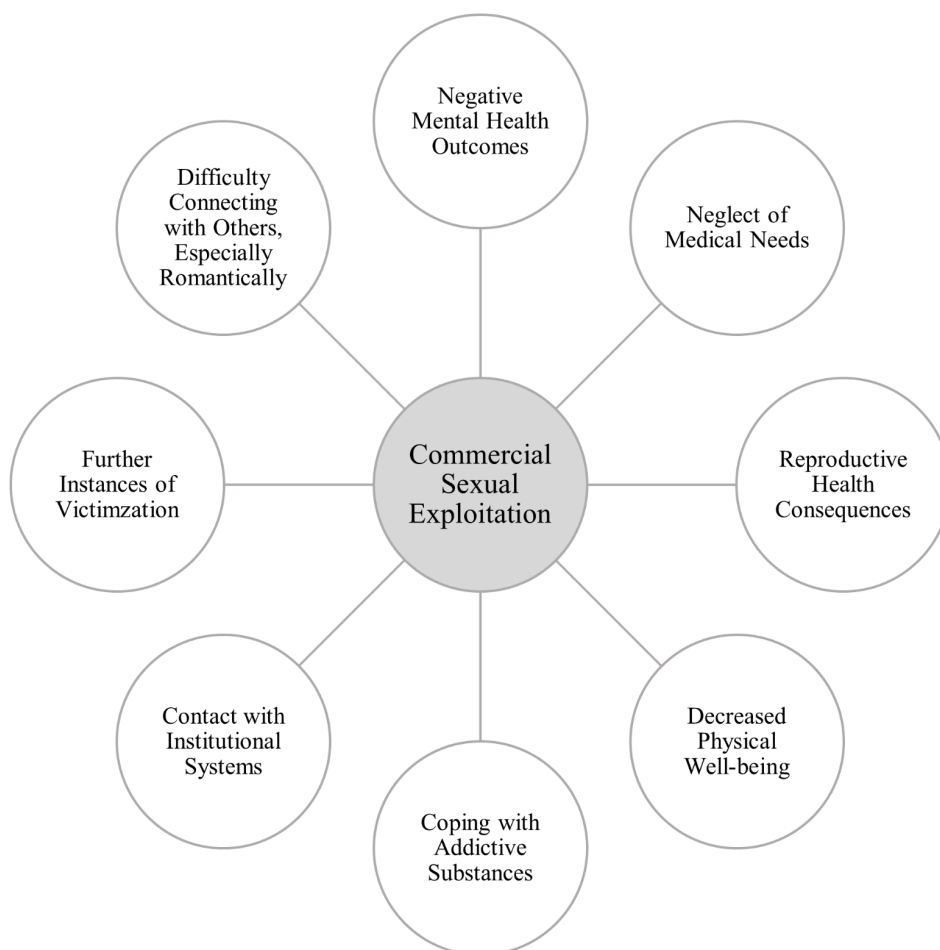 Negative
Mental Health
Outcomes
Neglect of
Medical Needs
Reproductive
Health
Consequences
Decreased
Physical
Well-being
Coping with
Addictive
Substances
Contact with
Institutional
Systems
Further
Instances of
Victimzation
Difficulty
Connecting
with Others,
Especially
Romantically
Commercial
Sexual
Exploitation